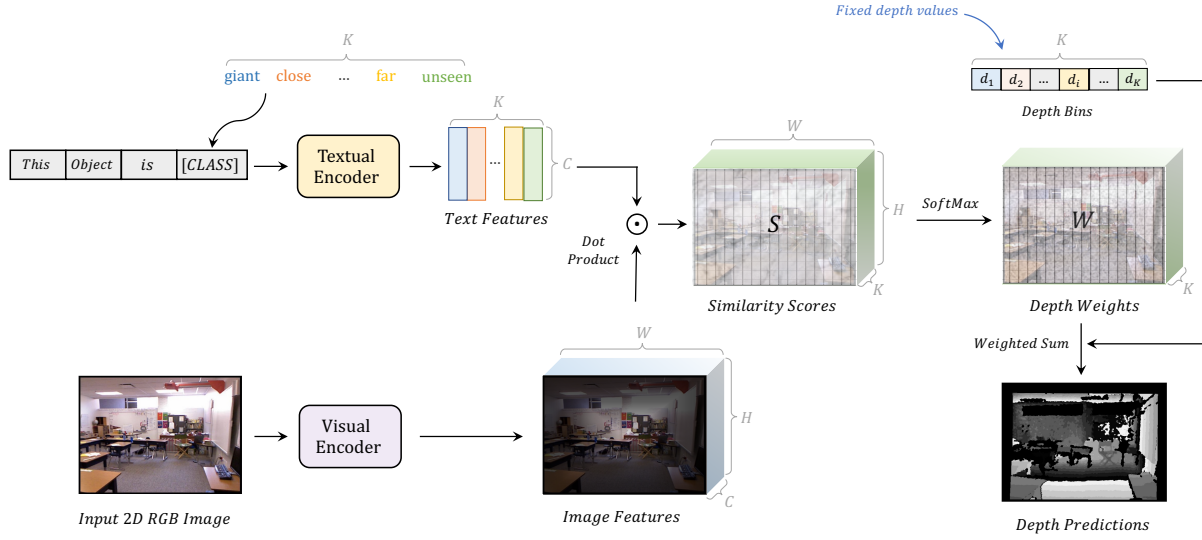 Fixed depth values
K
giant close ... far unseen
K
d1 d2 ... di ... dK
Depth Bins
This Object is [CLASS]
Textual
Encoder
K
...
C
Text Features
Dot
Product
W
S
H
K
Similarity Scores
SoftMax
W
K
Depth Weights
Weighted Sum
Input 2D RGB Image
Visual
Encoder
W
H
C
Image Features
Depth Predictions